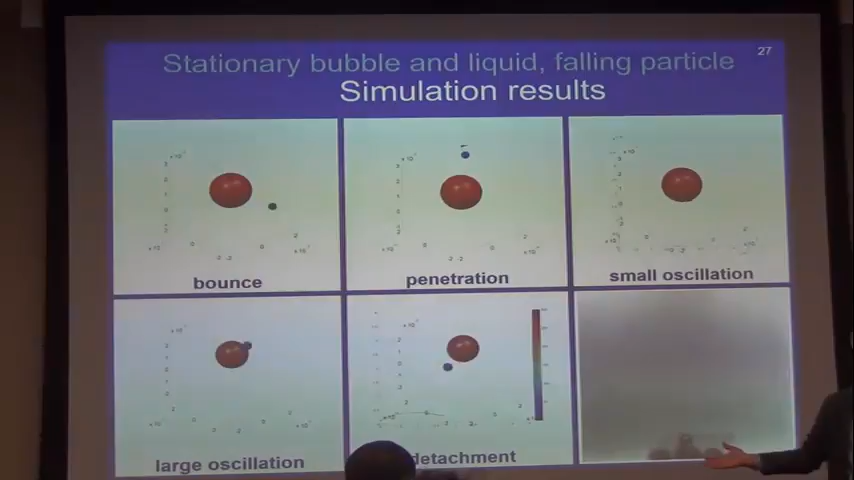 27
Stationary bubble and liquid, falling particle
Simulation results
bounce
penetration
small oscillation
large oscillation
detachment